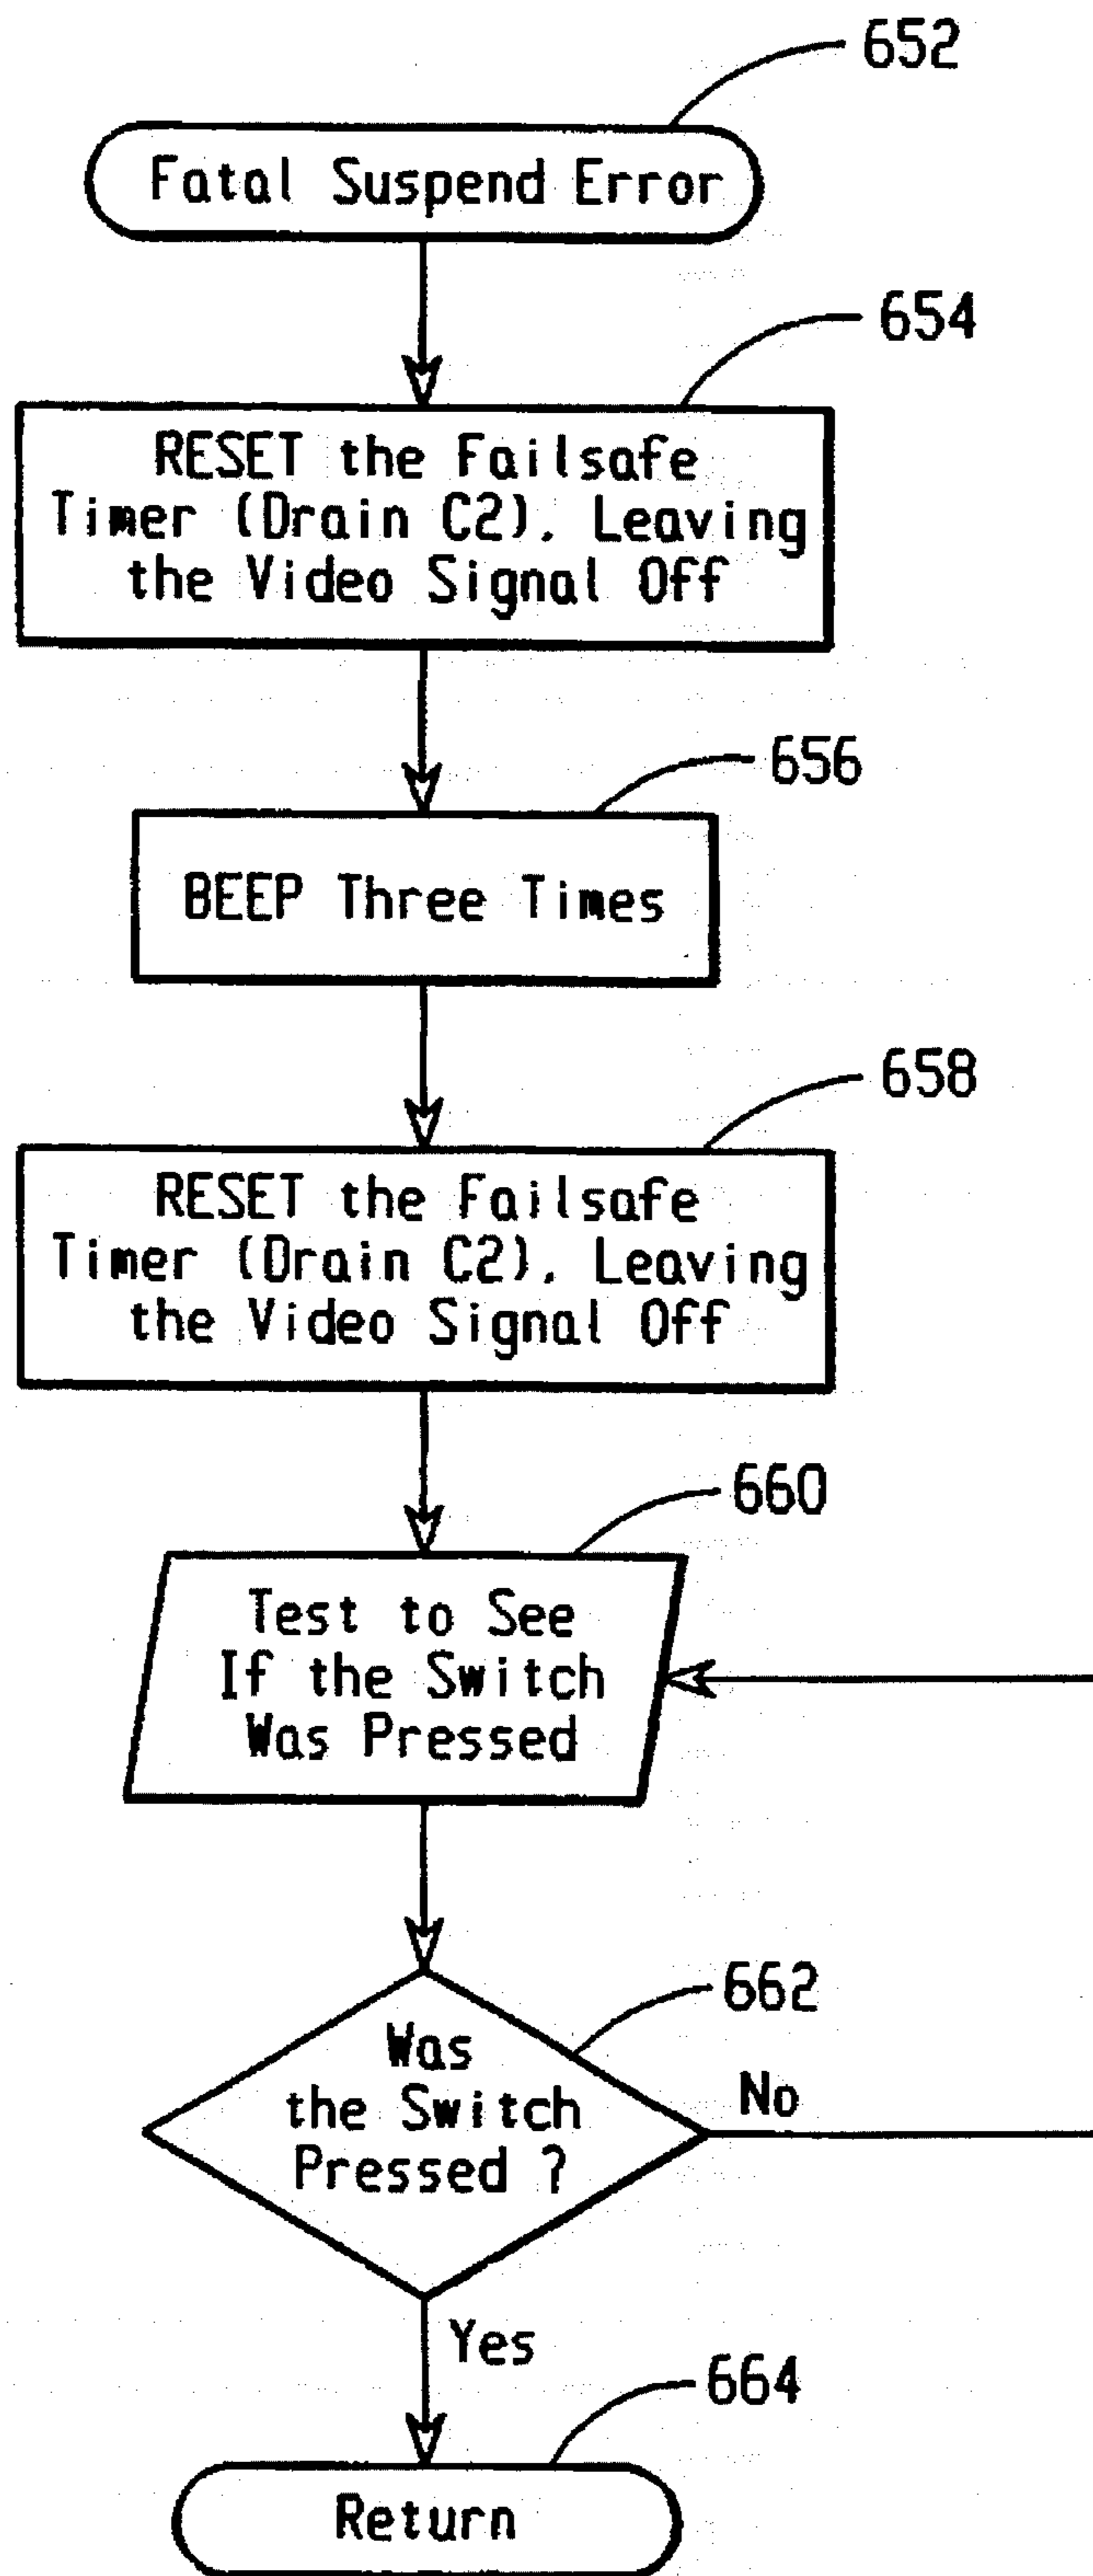 652
Fatal Suspend Error
654
RESET the Failsafe
Timer (Drain C2), Leaving
the Video Signal Off
656
BEEP Three Times
658
RESET the Failsafe
Timer (Drain C2), Leaving
the Video Signal Off
660
Test to See
If the Switch
Was Pressed
662
Was
the Switch
Pressed ?
No
Yes
664
Return